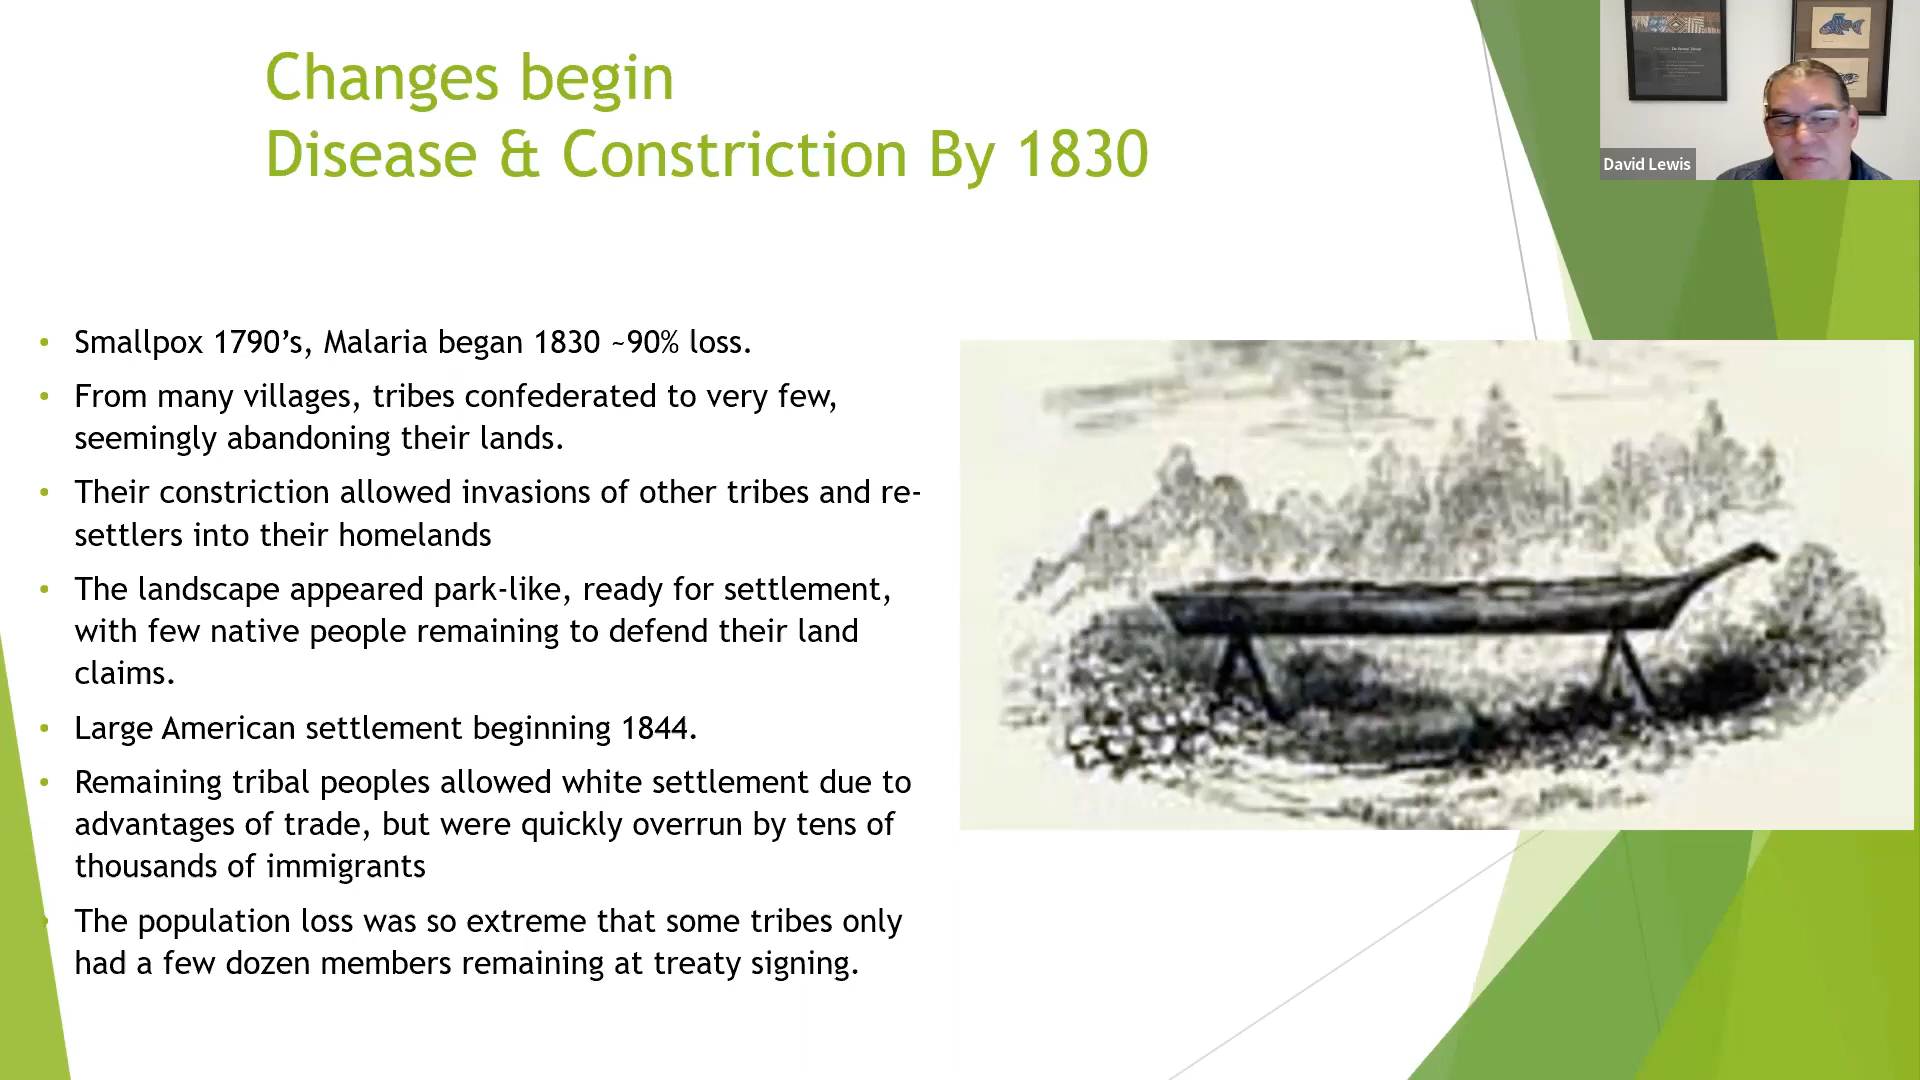 Changes begin
Disease & Constriction By 1830
David Lewis
• Smallpox 1790’s, Malaria began 1830 ~90% loss.
• From many villages, tribes confederated to very few,
seemingly abandoning their lands.
• Their constriction allowed invasions of other tribes and re-
settlers into their homelands
• The landscape appeared park-like, ready for settlement,
with few native people remaining to defend their land
claims.
• Large American settlement beginning 1844.
• Remaining tribal peoples allowed white settlement due to
advantages of trade, but were quickly overrun by tens of
thousands of immigrants
• The population loss was so extreme that some tribes only
had a few dozen members remaining at treaty signing.